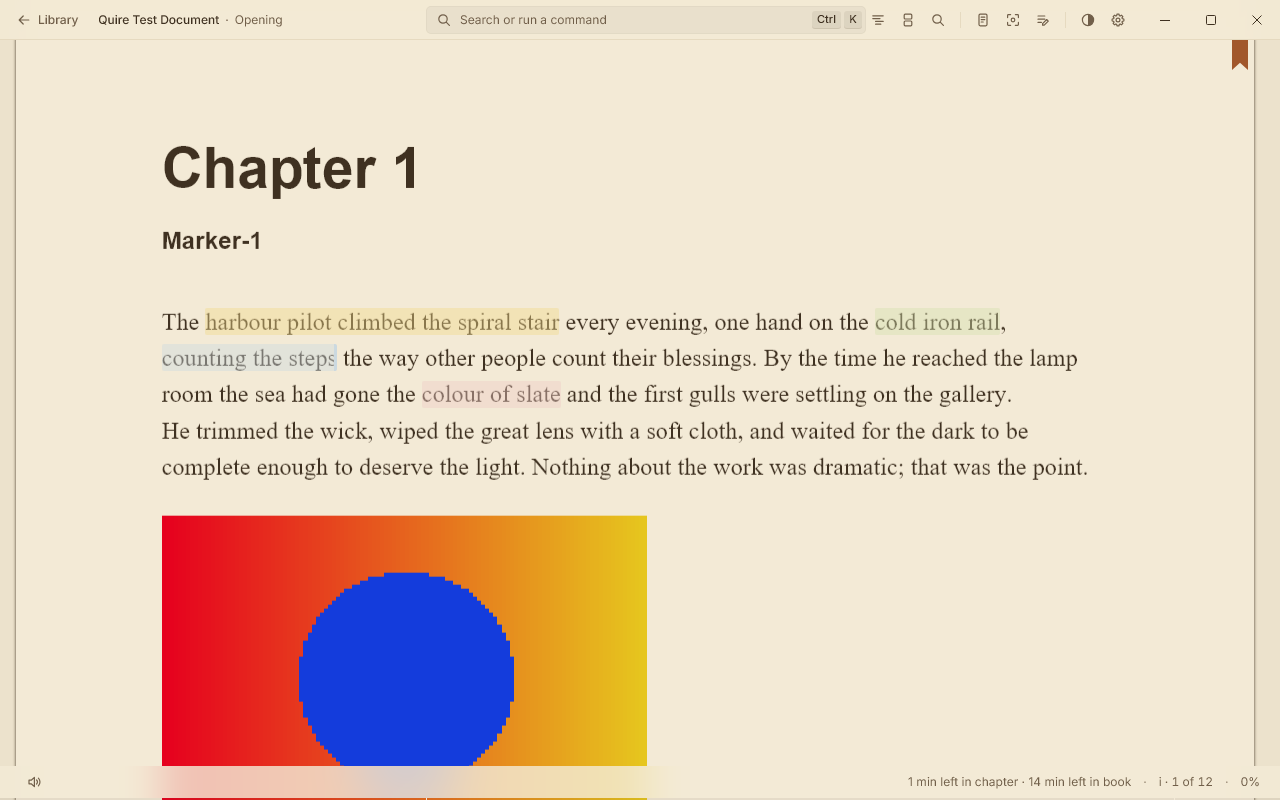 Library
Quire Test Document · Opening
Search or run a command
Ctrl K
Chapter 1
Marker-1
The harbour pilot climbed the spiral stair every evening, one hand on the cold iron rail,
counting the steps the way other people count their blessings. By the time he reached the lamp
room the sea had gone the colour of slate and the first gulls were settling on the gallery.
He trimmed the wick, wiped the great lens with a soft cloth, and waited for the dark to be
complete enough to deserve the light. Nothing about the work was dramatic; that was the point.
1 min left in chapter · 14 min left in book · i · 1 of 12 · 0%